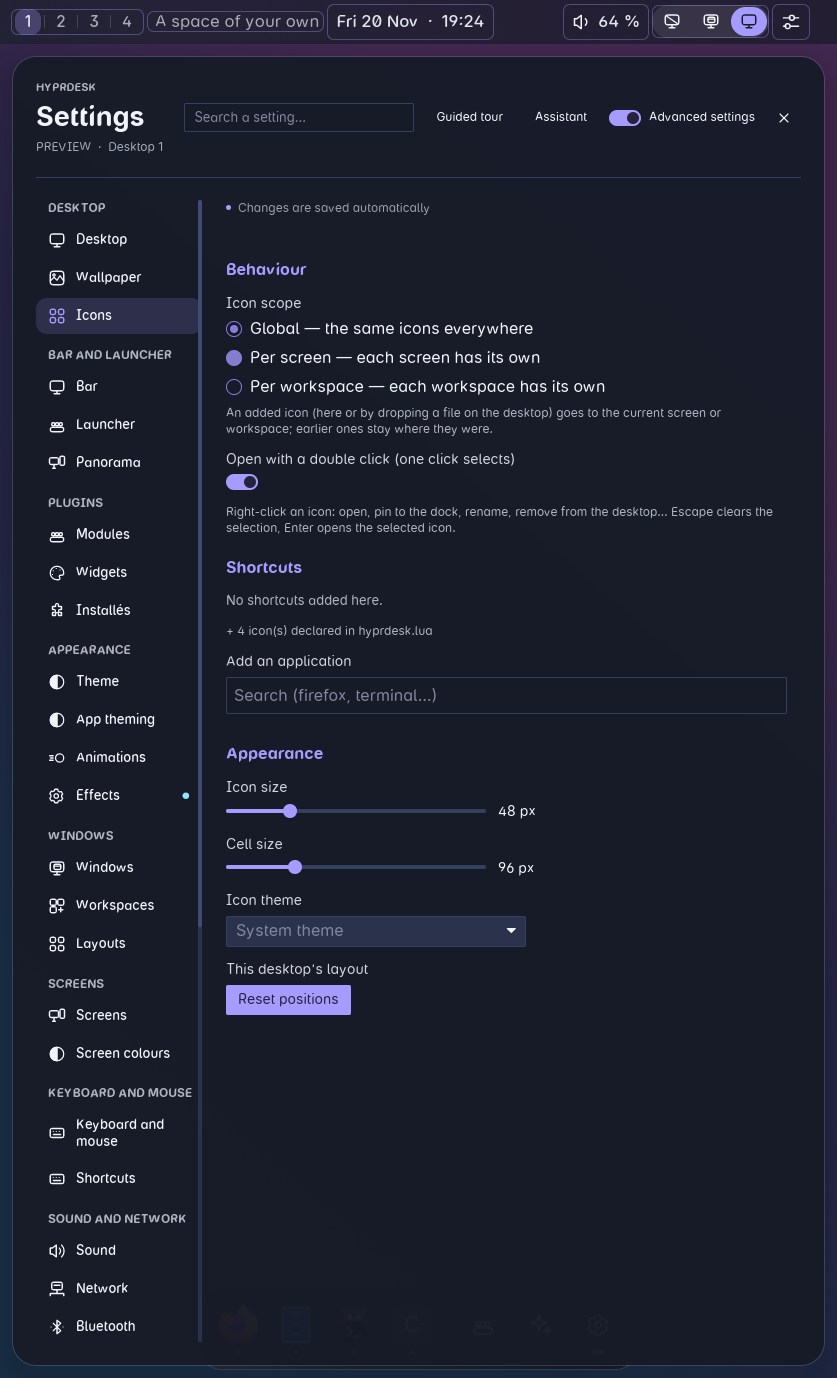 1 2 3 4 A space of your own Fri 20 Nov · 19:24 64 %
HYPRDESK
Settings
Search a setting... Guided tour Assistant Advanced settings
PREVIEW · Desktop 1
DESKTOP
Desktop
Wallpaper
Icons
BAR AND LAUNCHER
Bar
Launcher
Panorama
PLUGINS
Modules
Widgets
Installés
APPEARANCE
Theme
App theming
Animations
Effects
WINDOWS
Windows
Workspaces
Layouts
SCREENS
Screens
Screen colours
KEYBOARD AND MOUSE
Keyboard and
mouse
Shortcuts
SOUND AND NETWORK
Sound
Network
Bluetooth
Changes are saved automatically
Behaviour
Icon scope
Global — the same icons everywhere
Per screen — each screen has its own
Per workspace — each workspace has its own
An added icon (here or by dropping a file on the desktop) goes to the current screen or
workspace; earlier ones stay where they were.
Open with a double click (one click selects)
Right-click an icon: open, pin to the dock, rename, remove from the desktop... Escape clears the
selection, Enter opens the selected icon.
Shortcuts
No shortcuts added here.
+ 4 icon(s) declared in hyprdesk.lua
Add an application
Search (firefox, terminal...)
Appearance
Icon size
48 px
Cell size
96 px
Icon theme
System theme
This desktop's layout
Reset positions